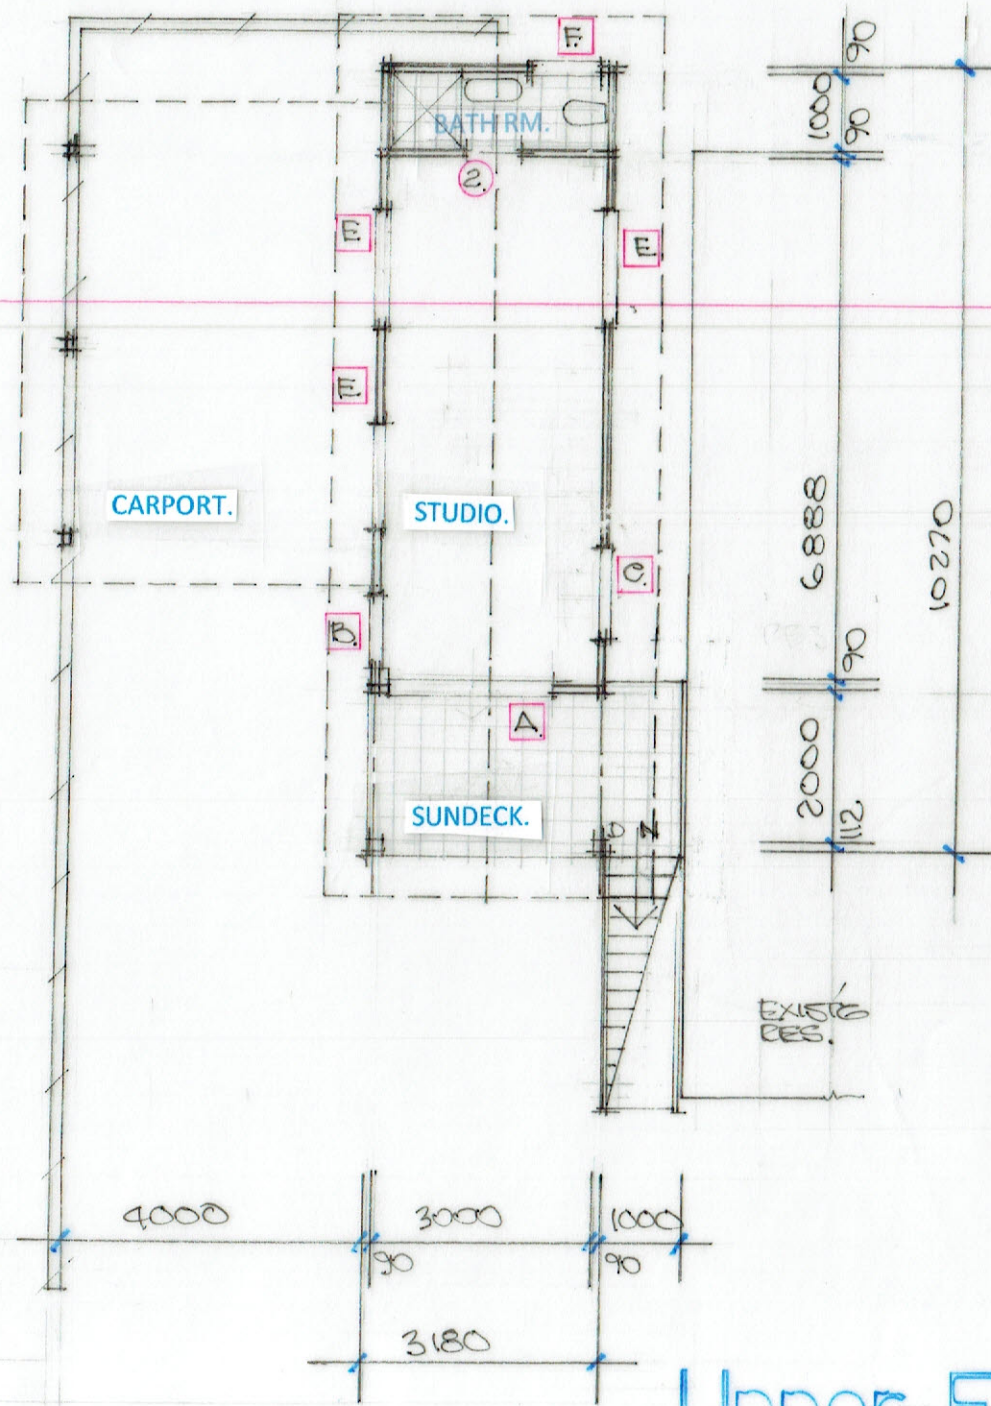 F.
90
1000
90
BATH RM.
2.
E
E
E
CARPORT.
STUDIO.
6888
10270
C.
B.
90
A.
2000
SUNDECK.
112
EXIST'G
RES.
4000
3000
1000
90
90
3180